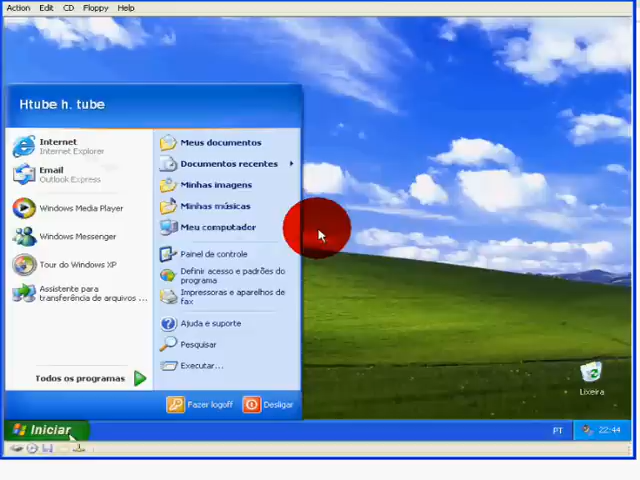 Action Edit CD Floppy Help
Htube h. tube
Internet
Internet Explorer
Email
Outlook Express
Windows Media Player
Windows Messenger
Tour do Windows XP
Assistente para
transferência de arquivos ...
Todos os programas
Meus documentos
Documentos recentes
Minhas imagens
Minhas músicas
Meu computador
Painel de controle
Definir acesso e padrões do
programa
Impressoras e aparelhos de
fax
Ajuda e suporte
Pesquisar
Executar...
Fazer logoff Desligar
Lixeira
Iniciar
PT 22:44